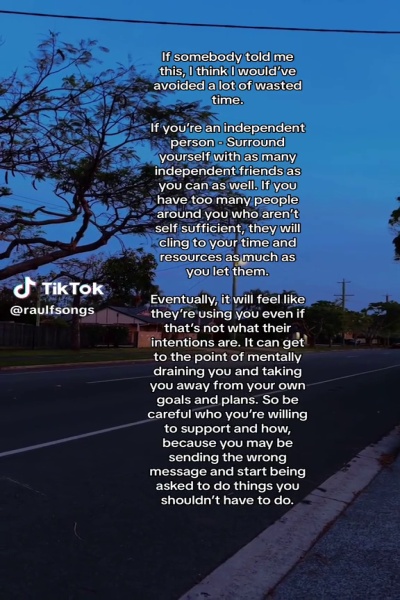 If somebody told me
this, I think I would've
avoided a lot of wasted
time.
If you're an independent
person - Surround
yourself with as many
independent friends as
you can as well. If you
have too many people
around you who aren't
self sufficient, they will
cling to your time and
resources as much as
you let them.
TikTok
@raulfsongs
Eventually, it will feel like
they're using you even if
that's not what their
intentions are. It can get
to the point of mentally
draining you and taking
you away from your own
goals and plans. So be
careful who you're willing
to support and how,
because you may be
sending the wrong
message and start being
asked to do things you
shouldn't have to do.